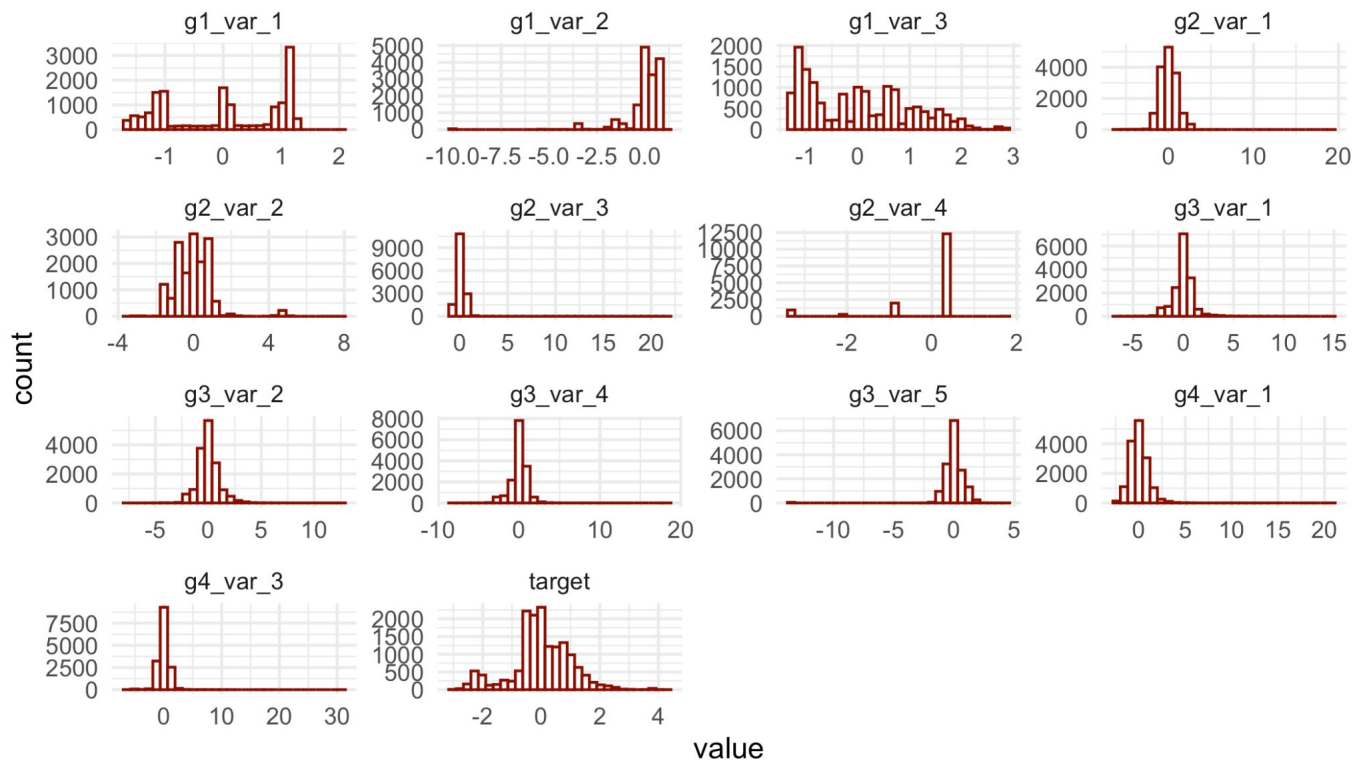 g1_var_1 g1_var_2 g1_var_3 g2_var_1
3000 5000 2000
2000 4000 1500 4000
1000 3000 1000 2000
0 2000 500 0
1000 0
0
-1 0 1 2 -10.0 -7.5 -5.0 -2.5 0.0 -1 0 1 2 3 0 10 20
g2_var_2 g2_var_3 g2_var_4 g3_var_1
3000 9000 12500 6000
2000 6000 10000 4000
1000 3000 7500 2000
0 0 5000 0
2500
0
-4 0 4 8 0 5 10 15 20 -2 0 2 -5 0 5 10 15
g3_var_2 g3_var_4 g3_var_5 g4_var_1
4000 8000 6000 4000
2000 6000 4000 2000
0 4000 2000 0
2000 0
0
-5 0 5 10 -10 0 10 20 -10 -5 0 5 0 5 10 15 20
g4_var_3 target
7500 2000
5000 1500
2500 1000
0 500
0
0 10 20 30 -2 0 2 4
count
value